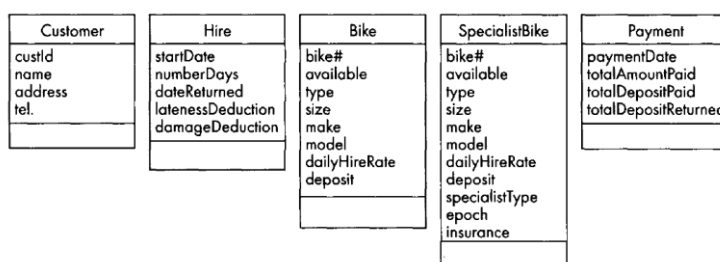 Customer
custId
name
address
tel.
Hire
startDate
numberDays
dateReturned
latenessDeduction
damageDeduction
Bike
bike#
available
type
size
make
model
dailyHireRate
deposit
SpecialistBike
bike#
available
type
size
make
model
dailyHireRate
deposit
specialistType
epoch
insurance
Payment
paymentDate
totalAmountPaid
totalDepositPaid
totalDepositReturned